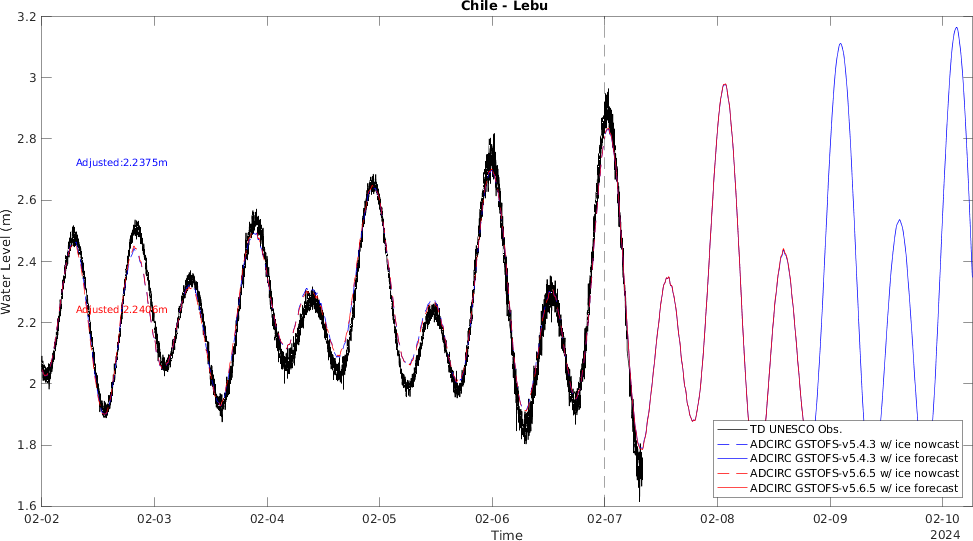 Chile - Lebu
3.2
3
2.8
2.6
2.4
2.2
2
1.8
1.6
Water Level (m)
Adjusted:2.2375m
Adjusted:2.2406m
TD UNESCO Obs.
ADCIRC GSTOFS-v5.4.3 w/ ice nowcast
ADCIRC GSTOFS-v5.4.3 w/ ice forecast
ADCIRC GSTOFS-v5.6.5 w/ ice nowcast
ADCIRC GSTOFS-v5.6.5 w/ ice forecast
02-02 02-03 02-04 02-05 02-06 02-07 02-08 02-09 02-10
Time
2024